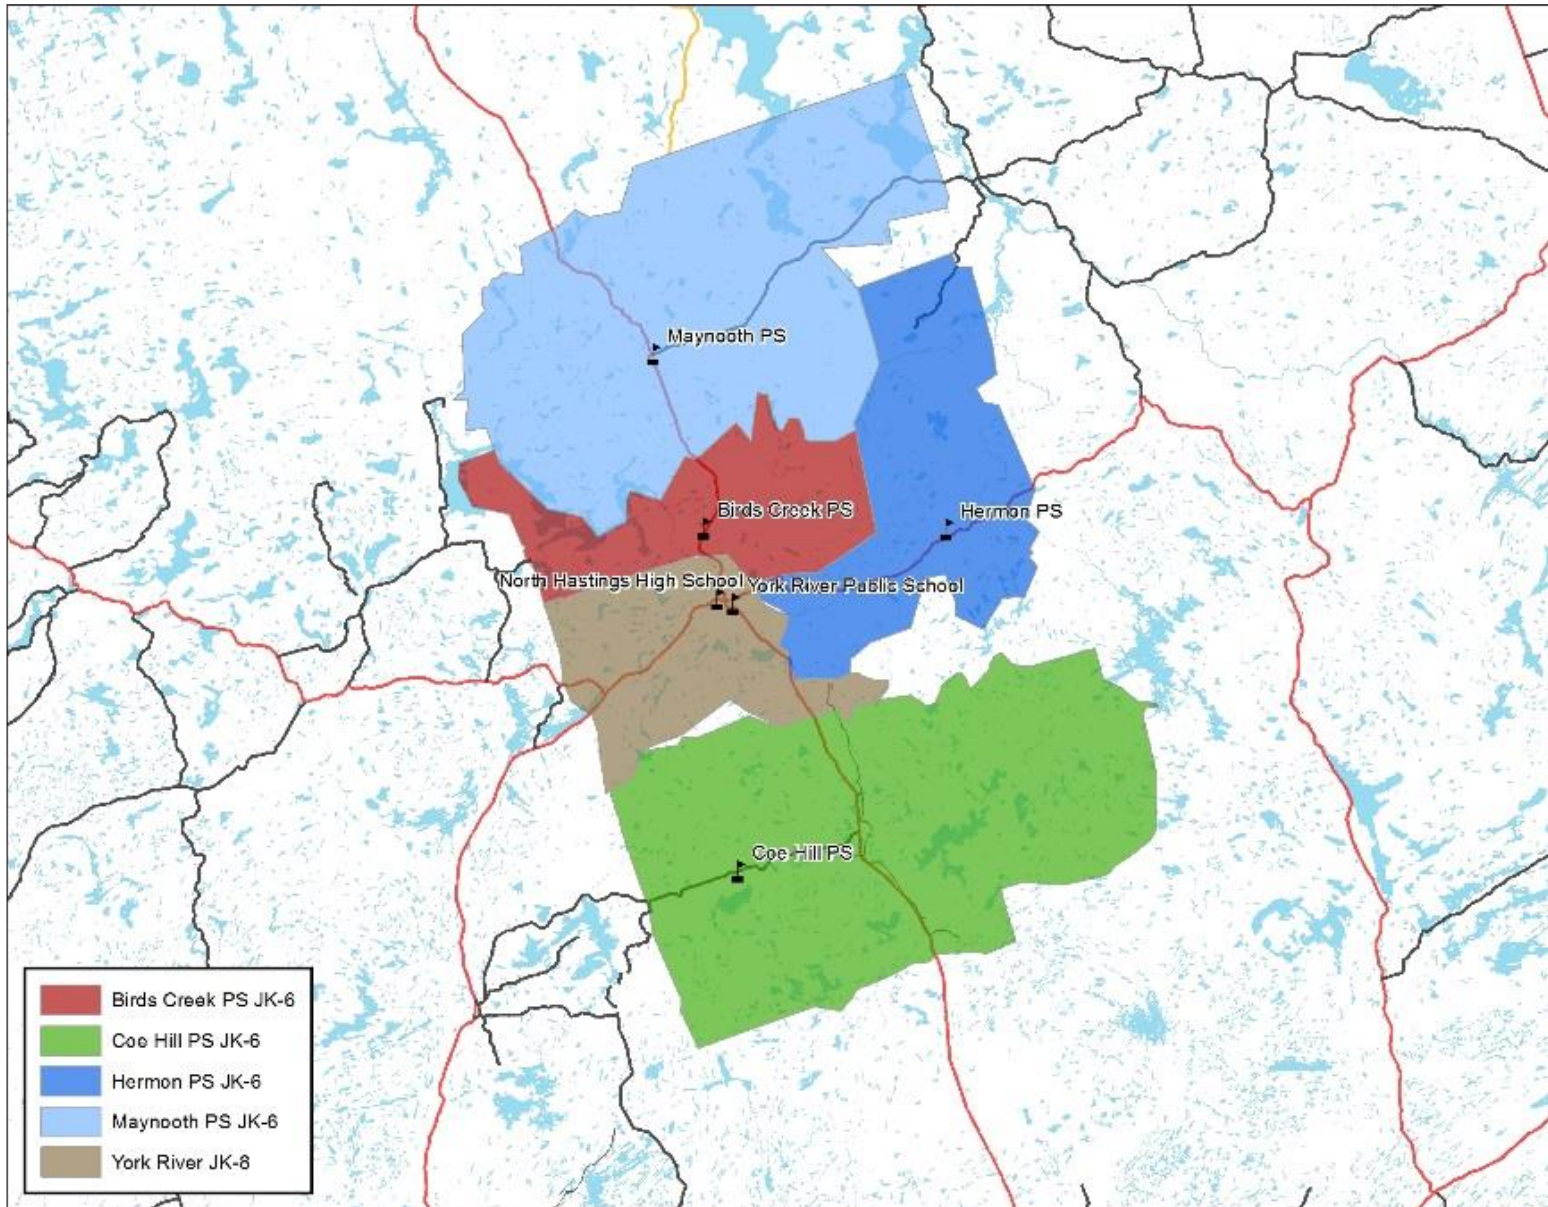 Maynooth PS
Birds Creek PS
Hermon PS
North Hastings High School
York River Public School
Coe Hill PS
Birds Creek PS JK-6
Coe Hill PS JK-6
Hermon PS JK-6
Maynooth PS JK-6
York River JK-8